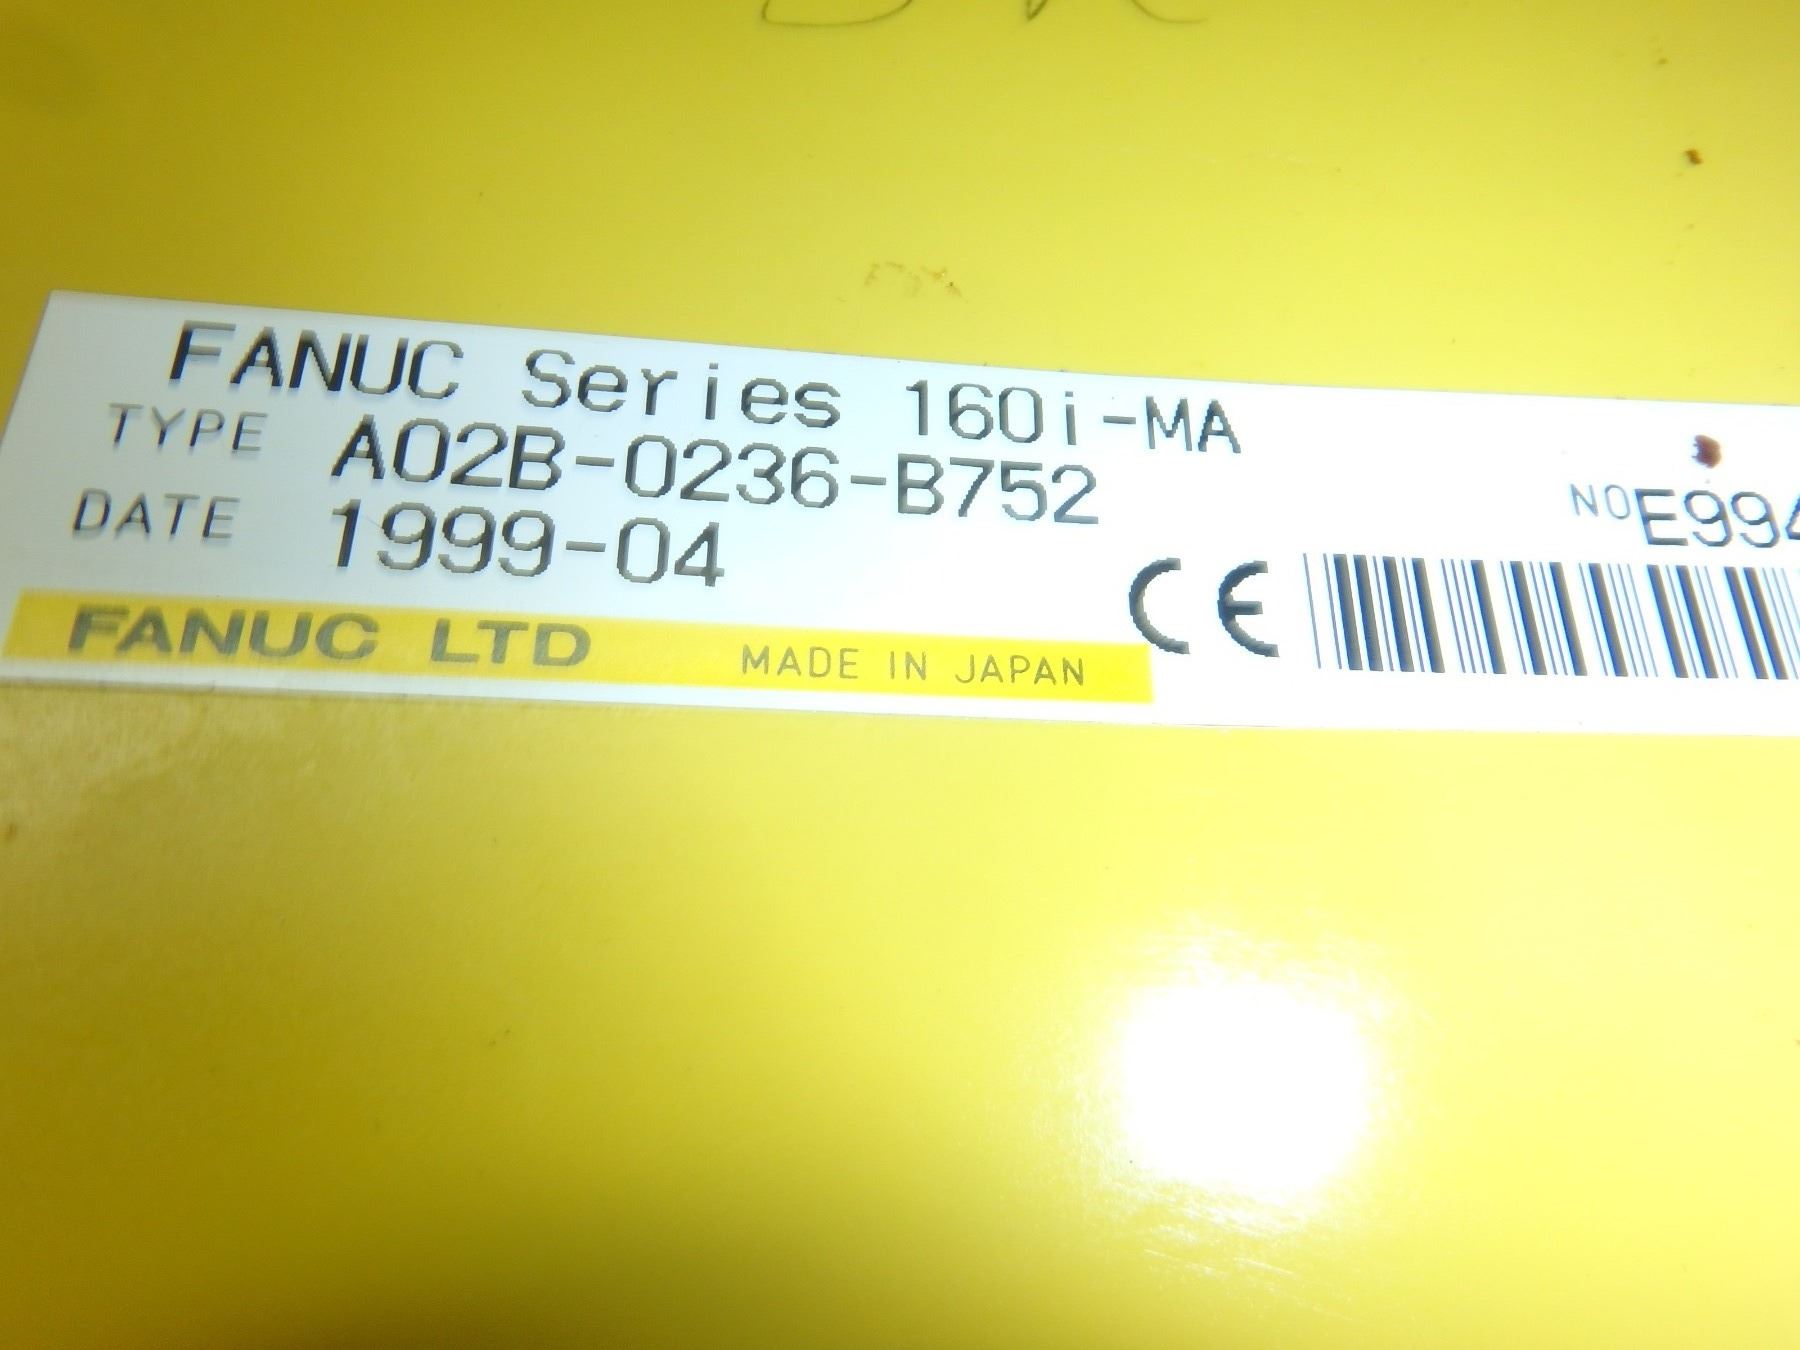 FANUC Series 160i-MA
TYPE A02B-0236-B752
DATE 1999-04
NO E994
CE
FANUC LTD MADE IN JAPAN